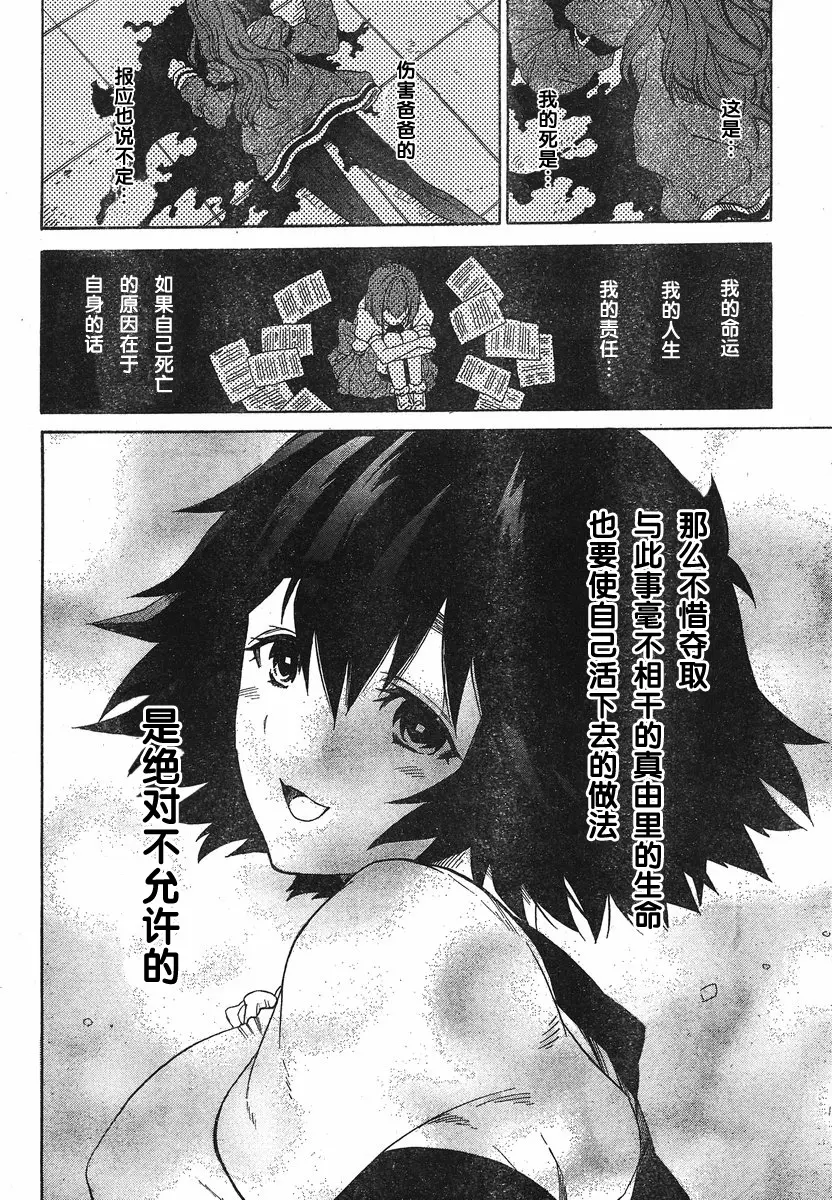 这是…
我的死是…
伤害爸爸的
报应也说不定…
我的命运
我的人生
我的责任…
如果自己死亡
的原因在于
自身的话
那么不惜夺取
与此事毫不相干的真由里的生命
也要使自己活下去的做法
是绝对不允许的